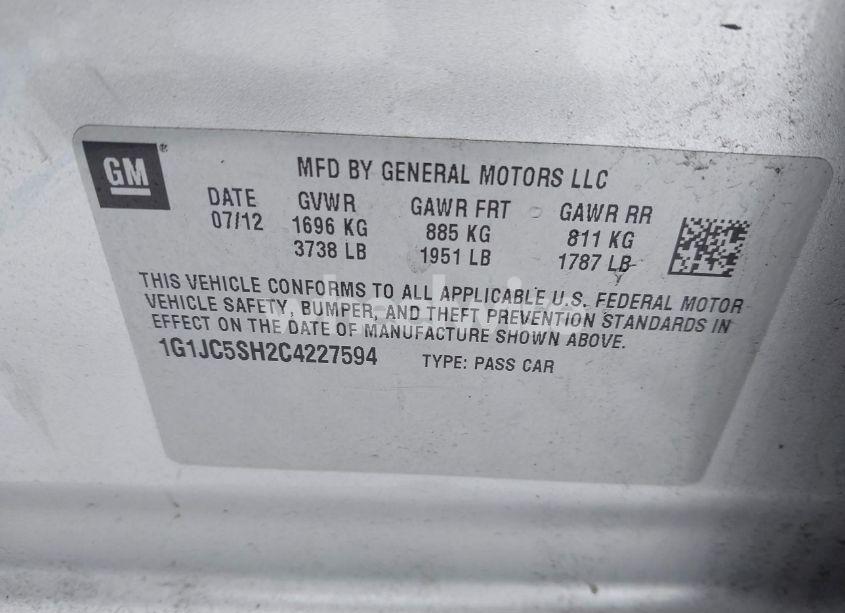 GM®
MFD BY GENERAL MOTORS LLC
DATE GVWR GAWR FRT GAWR RR
07/12 1696 KG 885 KG 811 KG
3738 LB 1951 LB 1787 LB
THIS VEHICLE CONFORMS TO ALL APPLICABLE U.S. FEDERAL MOTOR
VEHICLE SAFETY, BUMPER, AND THEFT PREVENTION STANDARDS IN
EFFECT ON THE DATE OF MANUFACTURE SHOWN ABOVE.
1G1JC5SH2C4227594 TYPE: PASS CAR